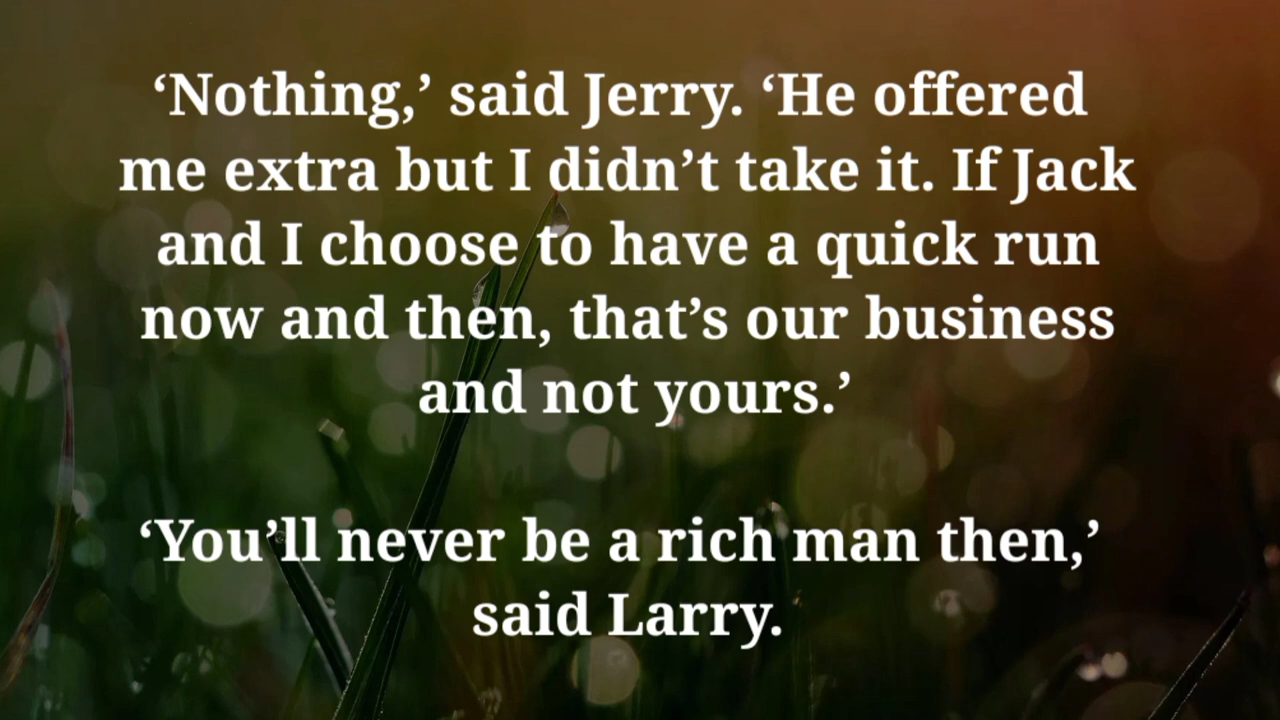 ‘Nothing,’ said Jerry. ‘He offered
me extra but I didn’t take it. If Jack
and I choose to have a quick run
now and then, that’s our business
and not yours.’
‘You’ll never be a rich man then,’
said Larry.